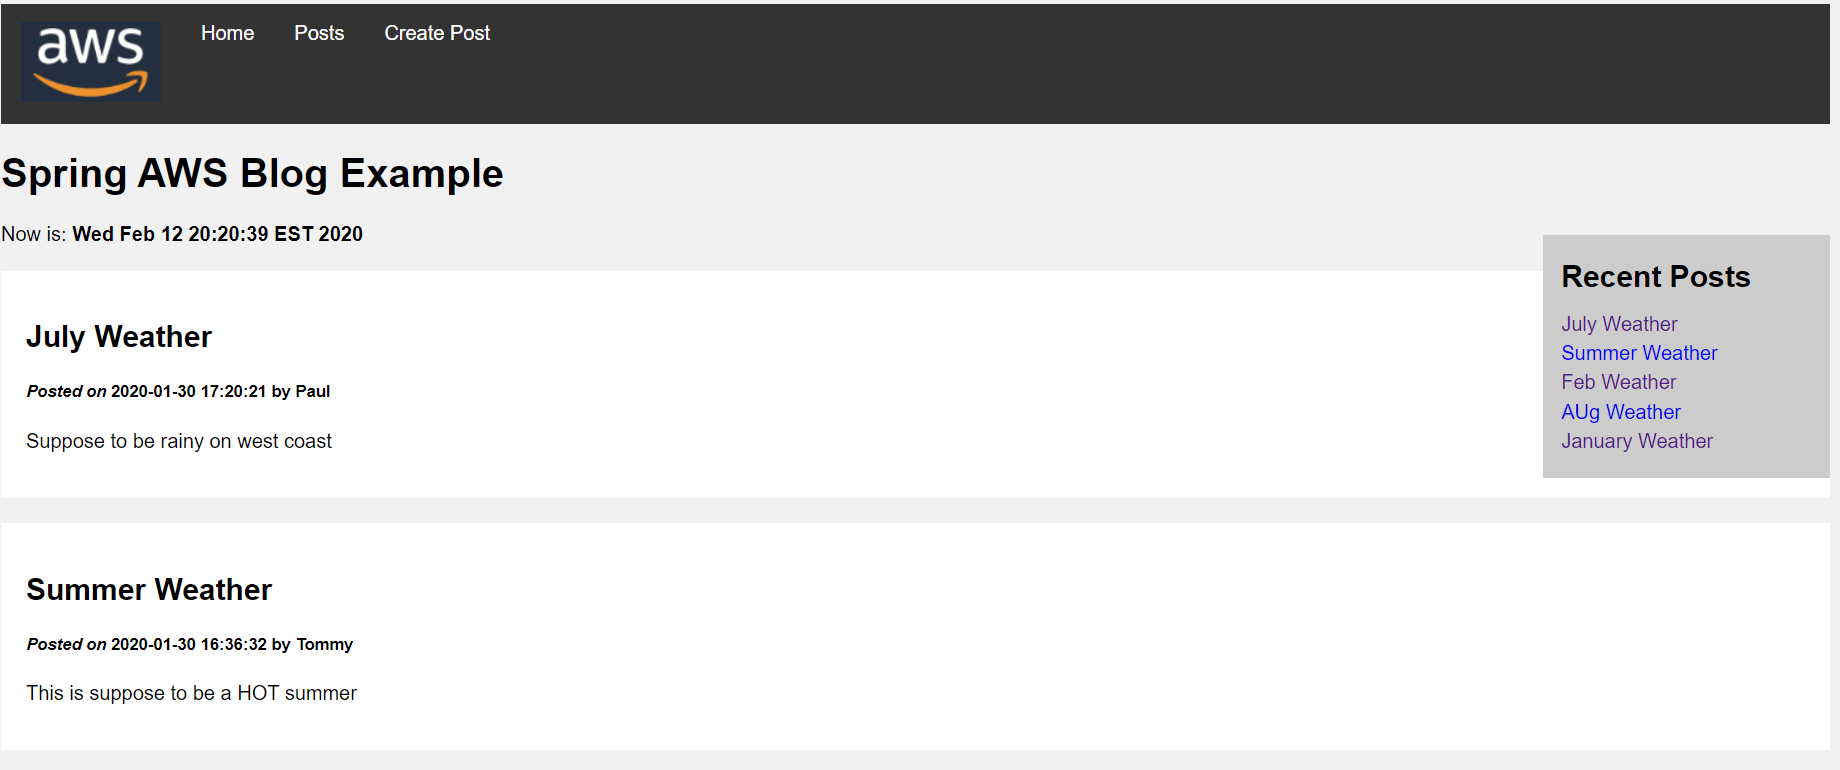 aws
Home Posts Create Post
Spring AWS Blog Example
Now is: Wed Feb 12 20:20:39 EST 2020
July Weather
Posted on 2020-01-30 17:20:21 by Paul
Suppose to be rainy on west coast
Summer Weather
Posted on 2020-01-30 16:36:32 by Tommy
This is suppose to be a HOT summer
Recent Posts
July Weather
Summer Weather
Feb Weather
AUg Weather
January Weather